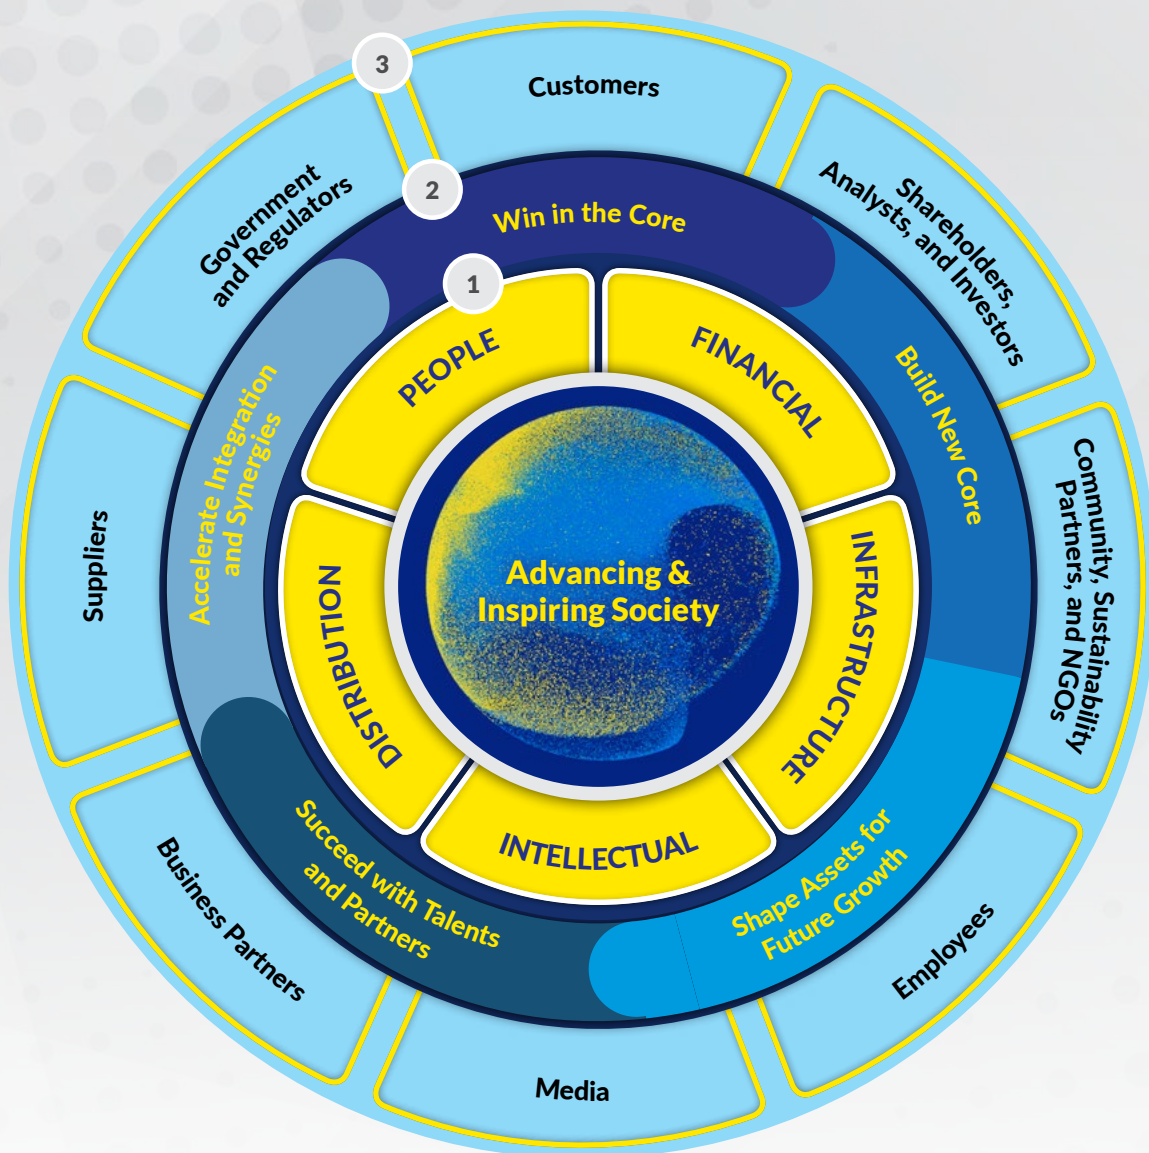 3
Customers
2
Win in the Core
1
PEOPLE
FINANCIAL
INFRASTRUCTURE
INTELLECTUAL
DISTRIBUTION
Advancing &
Inspiring Society
Build New Core
Shape Assets for
Future Growth
Succeed with Talents
and Partners
Accelerate Integration
and Synergies
Shareholders,
Analysts, and Investors
Community, Sustainability
Partners, and NGOs
Employees
Media
Business Partners
Suppliers
Government
and Regulators